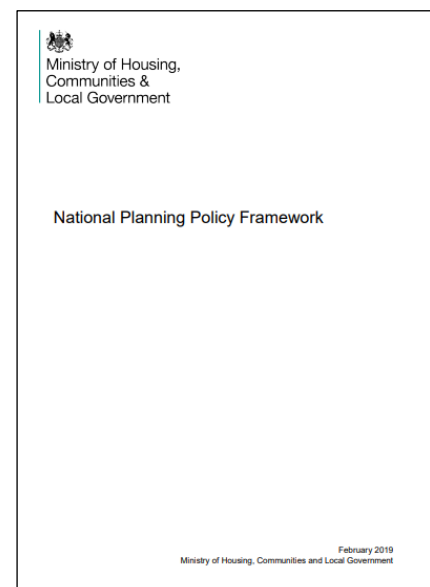 Ministry of Housing,
Communities &
Local Government
National Planning Policy Framework
February 2019
Ministry of Housing, Communities and Local Government